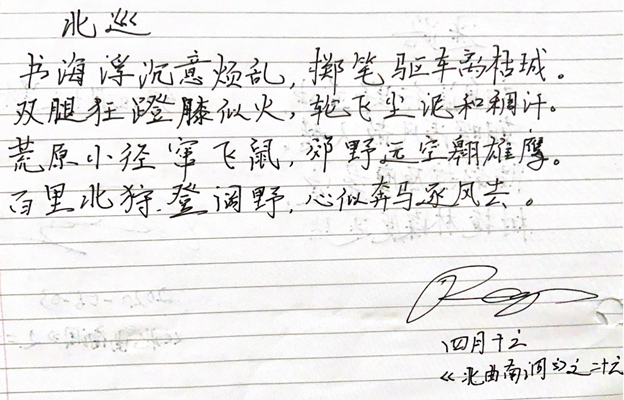 北巡
书海浮沉意烦乱，掷笔驱车离枯城。
双腿狂蹬膝似火，轮飞尘泥和稠汗。
荒原小径窜飞鼠，郊野远空翱雄鹰。
百里北狩登调野，心似奔马逐风去。
四月十二
《北曲南词》之二十六